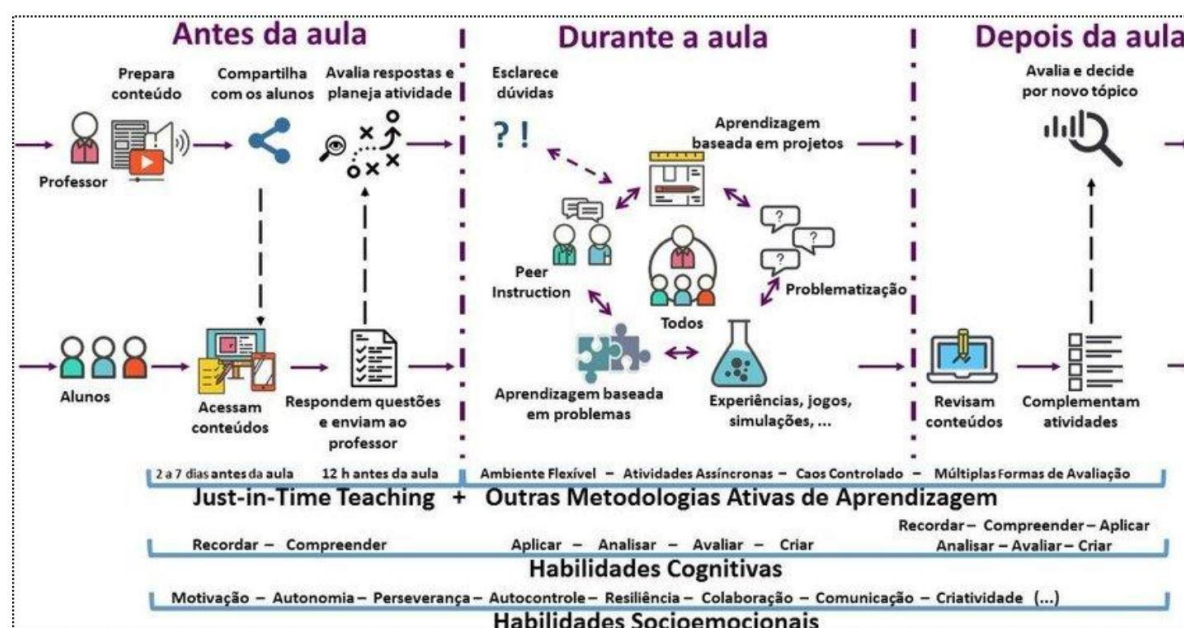 Antes da aula
Durante a aula
Depois da aula
Prepara
conteúdo
Compartilha
com os alunos
Avalia respostas e
planeja atividade
Professor
Alunos
Acessam
conteúdos
Respondem questões
e enviam ao
professor
Esclarece
dúvidas
? !
Aprendizagem
baseada em projetos
Peer
Instruction
?
?
?
Problematização
Todos
Aprendizagem baseada
em problemas
Experiências, jogos,
simulações, ...
Avalia e decide
por novo tópico
Revisam
conteúdos
Complementam
atividades
2 a 7 dias antes da aula
12 h antes da aula
Ambiente Flexível – Atividades Assíncronas – Caos Controlado – Múltiplas Formas de Avaliação
Just-in-Time Teaching + Outras Metodologias Ativas de Aprendizagem
Recordar – Compreender
Aplicar – Analisar – Avaliar – Criar
Recordar – Compreender – Aplicar
Analisar – Avaliar – Criar
Habilidades Cognitivas
Motivação – Autonomia – Perseverança – Autocontrole – Resiliência – Colaboração – Comunicação – Criatividade (...)
Habilidades Socioemocionais